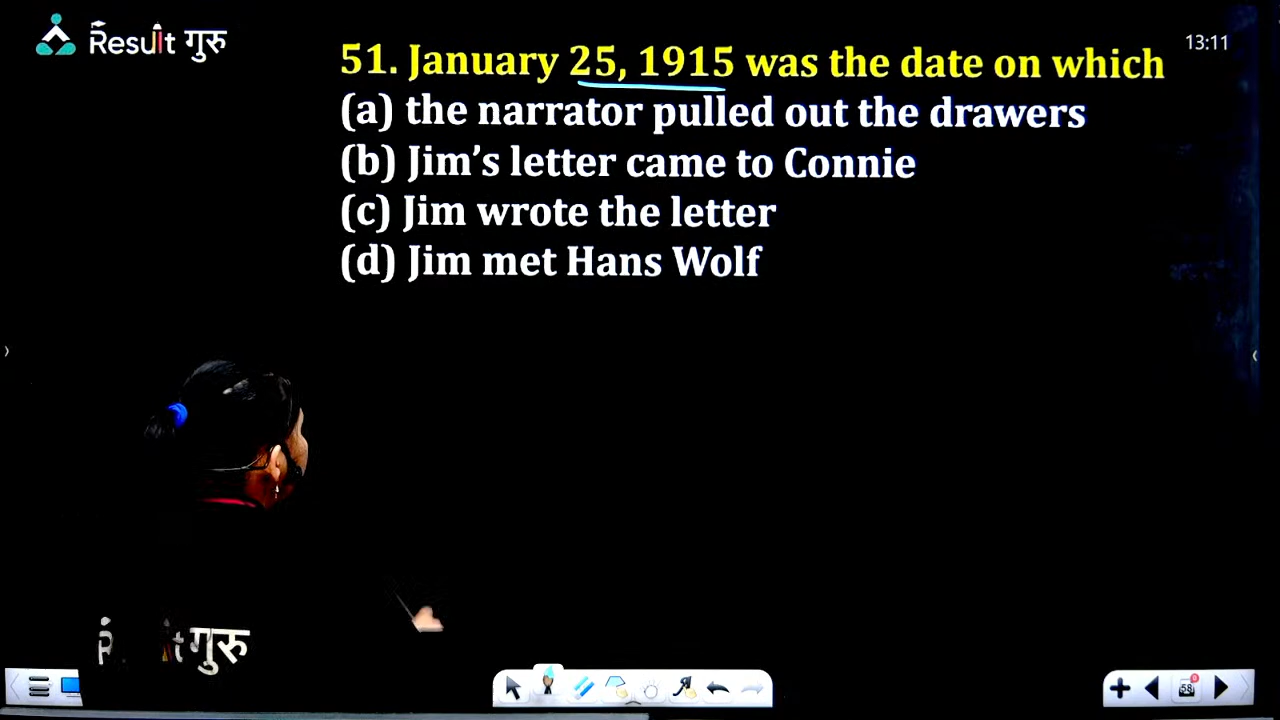 Result गुरु
13:11
51. January 25, 1915 was the date on which
(a) the narrator pulled out the drawers
(b) Jim's letter came to Connie
(c) Jim wrote the letter
(d) Jim met Hans Wolf
गुरु
58